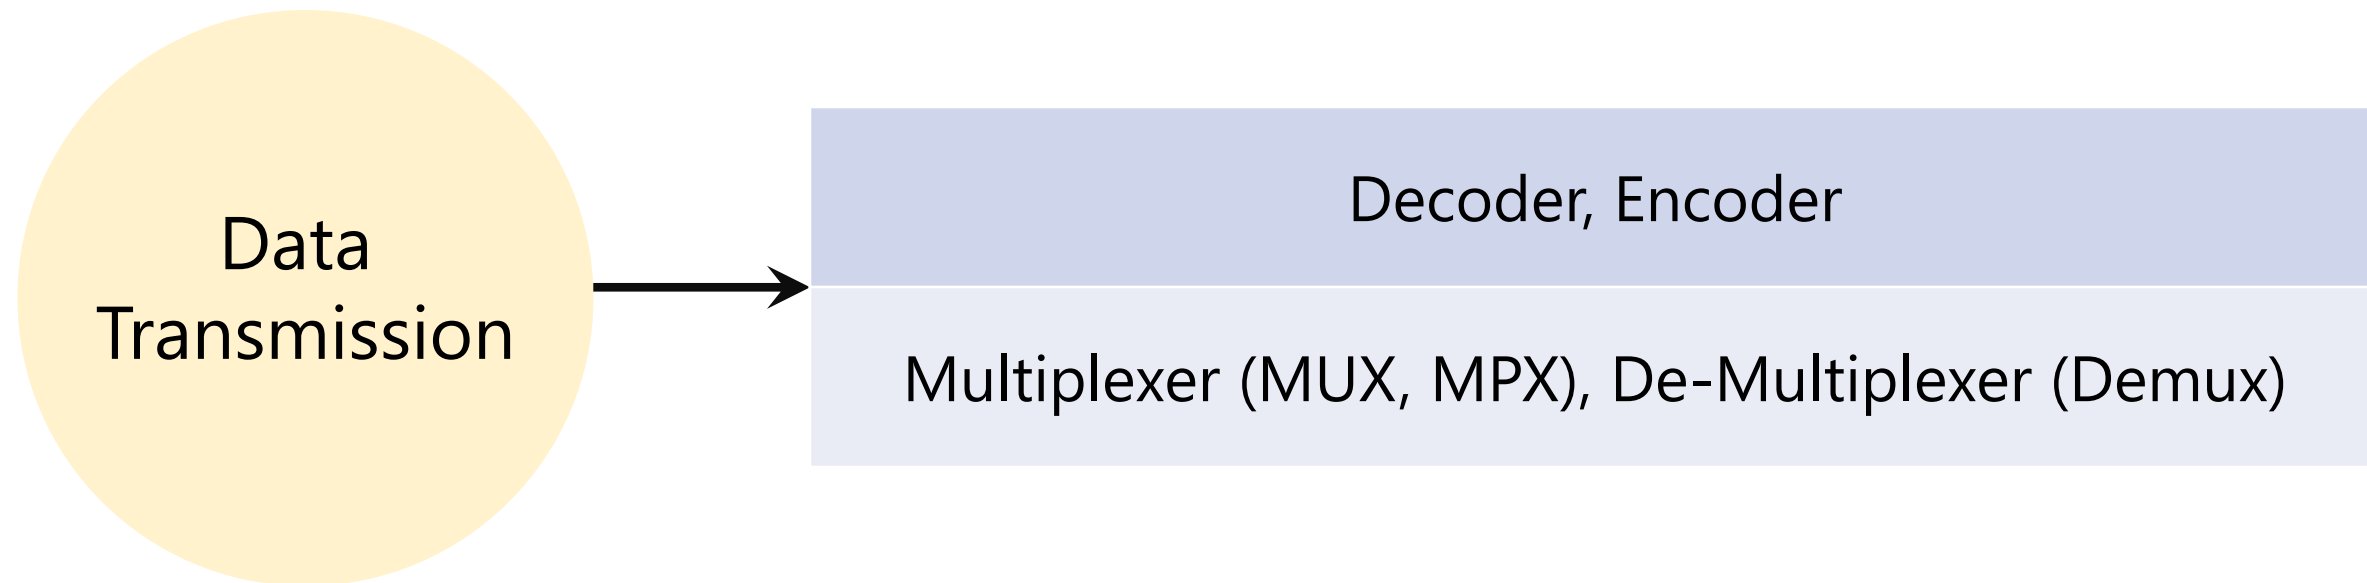 Data
Transmission
Decoder, Encoder
Multiplexer (MUX, MPX), De-Multiplexer (Demux)